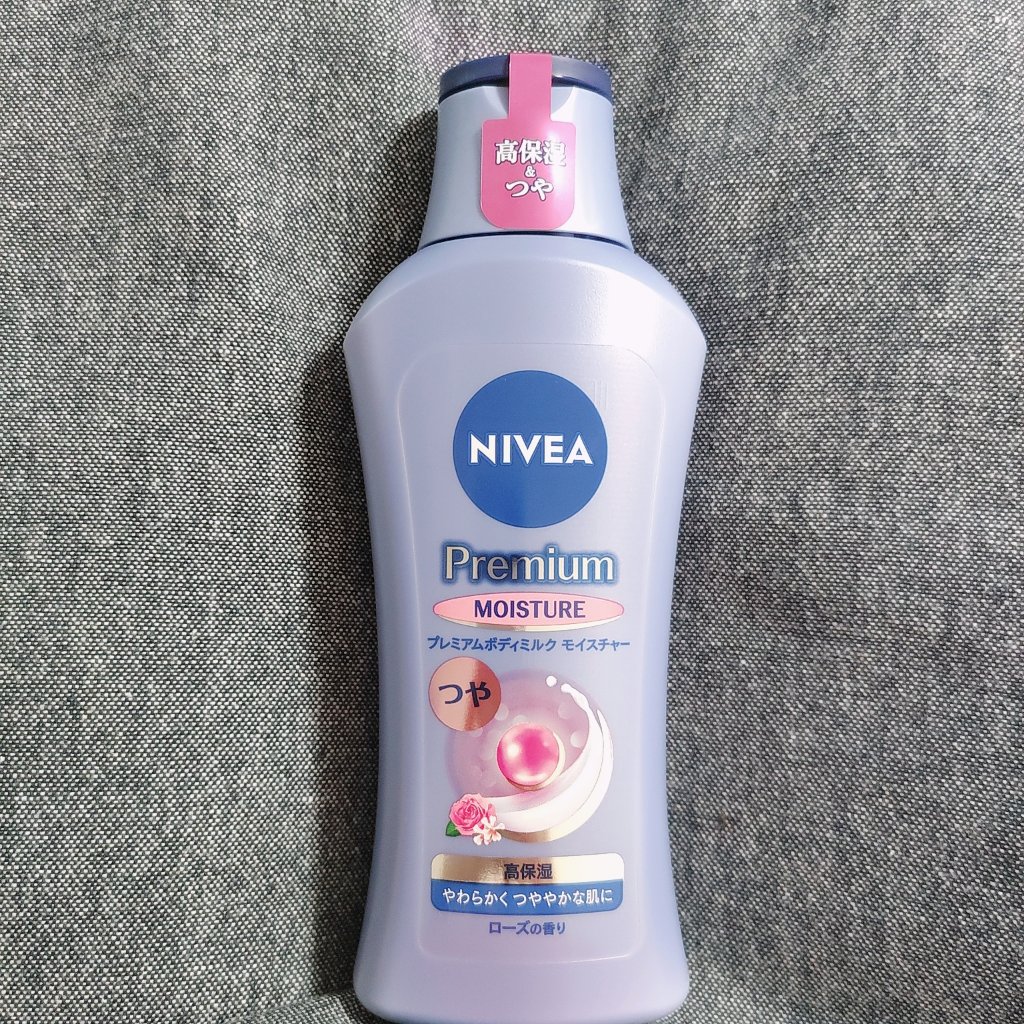 高保湿
&
つや
NIVEA
Premium
MOISTURE
プレミアムボディミルク モイスチャー
つや
高保湿
やわらかく つややかな肌に
ローズの香り